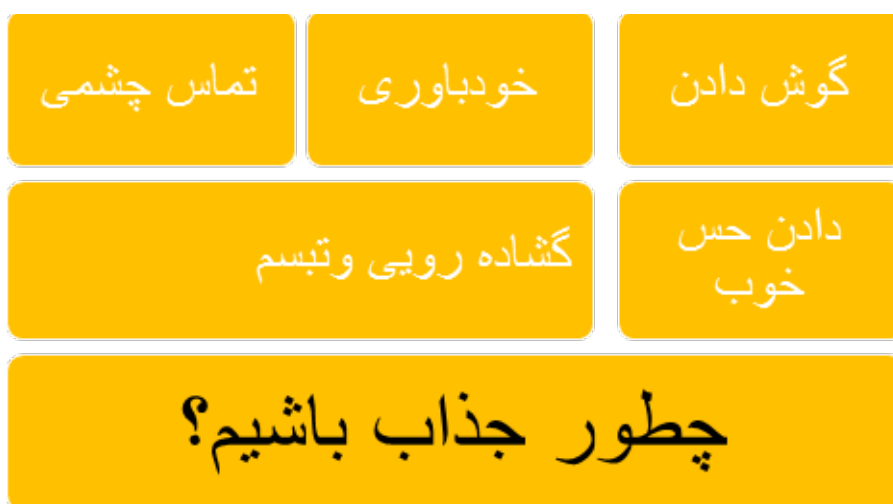 گوش دادن
خودباوری
تماس چشمی
دادن حس
خوب
گشاده رویی وتبسم
چطور جذاب باشیم؟